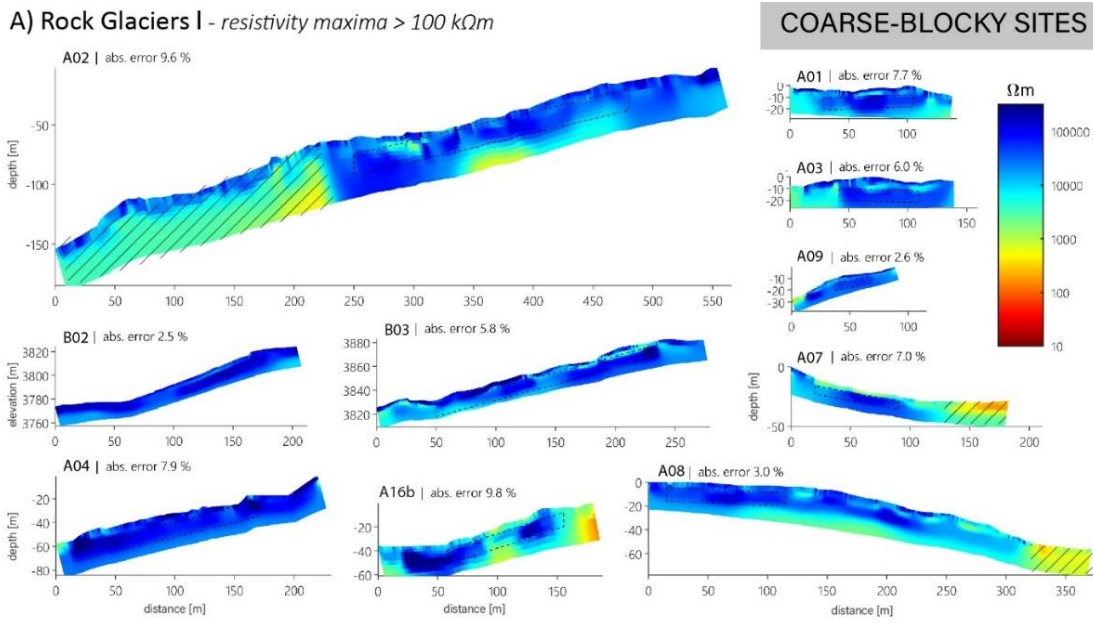 A) Rock Glaciers I - resistivity maxima > 100 kΩm
COARSE-BLOCKY SITES
A02 | abs. error 9.6 %
-50
-100
-150
depth [m]
0 50 100 150 200 250 300 350 400 450 500 550
A01 | abs. error 7.7 %
0
-10
-20
0 50 100
A03 | abs. error 6.0 %
0
-10
-20
0 50 100 150
A09 | abs. error 2.6 %
-10
-20
-30
0 50 100
Ωm
100000
10000
1000
100
10
B02 | abs. error 2.5 %
3820
3800
3780
3760
elevation [m]
0 50 100 150 200
B03 | abs. error 5.8 %
3880
3860
3840
3820
0 50 100 150 200 250
A07 | abs. error 7.0 %
0
-50
depth [m]
0 50 100 150 200
A04 | abs. error 7.9 %
-20
-40
-60
-80
depth [m]
0 50 100 150 200
distance [m]
A16b | abs. error 9.8 %
-20
-40
-60
0 50 100 150
distance [m]
A08 | abs. error 3.0 %
0
-20
-40
-60
0 50 100 150 200 250 300 350
distance [m]